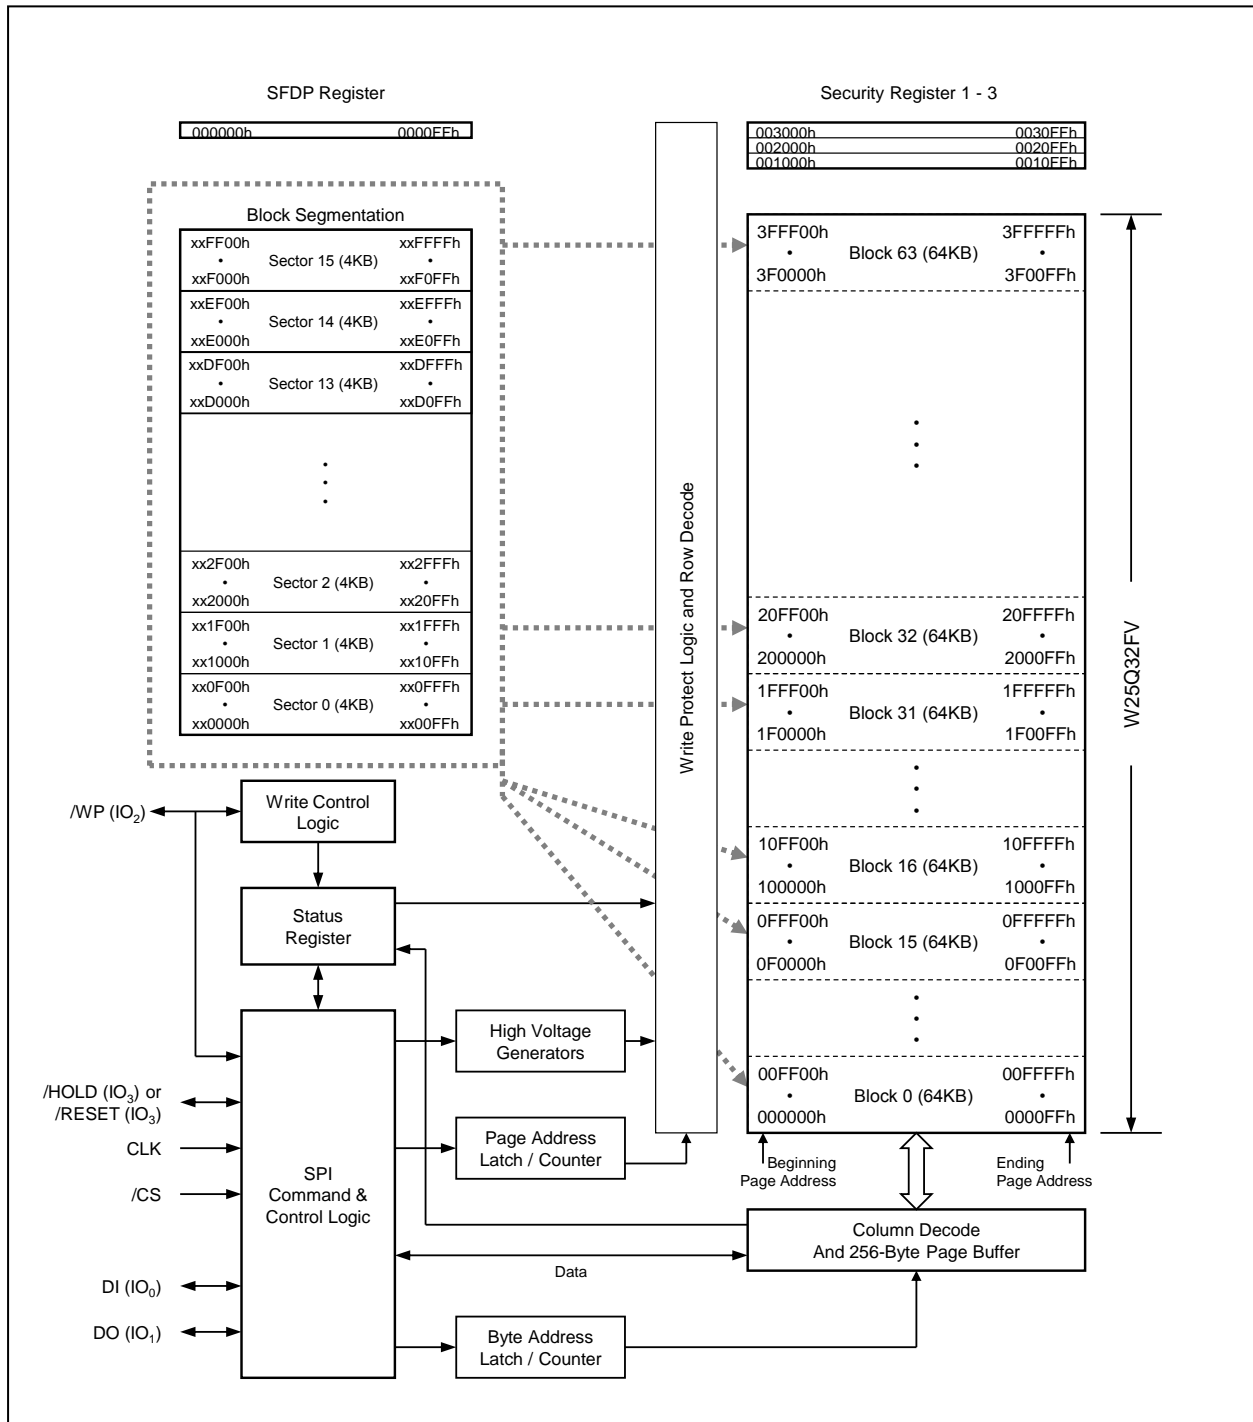 SFDP Register
000000h 0000FFh
Security Register 1 - 3
003000h 0030FFh
002000h 0020FFh
001000h 0010FFh
Block Segmentation
xxFF00h xxFFFFh
• Sector 15 (4KB) •
xxF000h xxF0FFh
xxEF00h xxEFFFh
• Sector 14 (4KB) •
xxE000h xxE0FFh
xxDF00h xxDFFFh
• Sector 13 (4KB) •
xxD000h xxD0FFh
xx2F00h xx2FFFh
• Sector 2 (4KB) •
xx2000h xx20FFh
xx1F00h xx1FFFh
• Sector 1 (4KB) •
xx1000h xx10FFh
xx0F00h xx0FFFh
• Sector 0 (4KB) •
xx0000h xx00FFh
Write Protect Logic and Row Decode
3FFF00h 3FFFFFh
• Block 63 (64KB) •
3F0000h 3F00FFh
20FF00h 20FFFFh
• Block 32 (64KB) •
200000h 2000FFh
1FFF00h 1FFFFFh
• Block 31 (64KB) •
1F0000h 1F00FFh
10FF00h 10FFFFh
• Block 16 (64KB) •
100000h 1000FFh
0FFF00h 0FFFFFh
• Block 15 (64KB) •
0F0000h 0F00FFh
00FF00h 00FFFFh
• Block 0 (64KB) •
000000h 0000FFh
W25Q32FV
Beginning
Page Address
Ending
Page Address
/WP (IO2)
Write Control
Logic
Status
Register
/HOLD (IO3) or
/RESET (IO3)
CLK
/CS
DI (IO0)
DO (IO1)
SPI
Command &
Control Logic
High Voltage
Generators
Page Address
Latch / Counter
Column Decode
And 256-Byte Page Buffer
Data
Byte Address
Latch / Counter